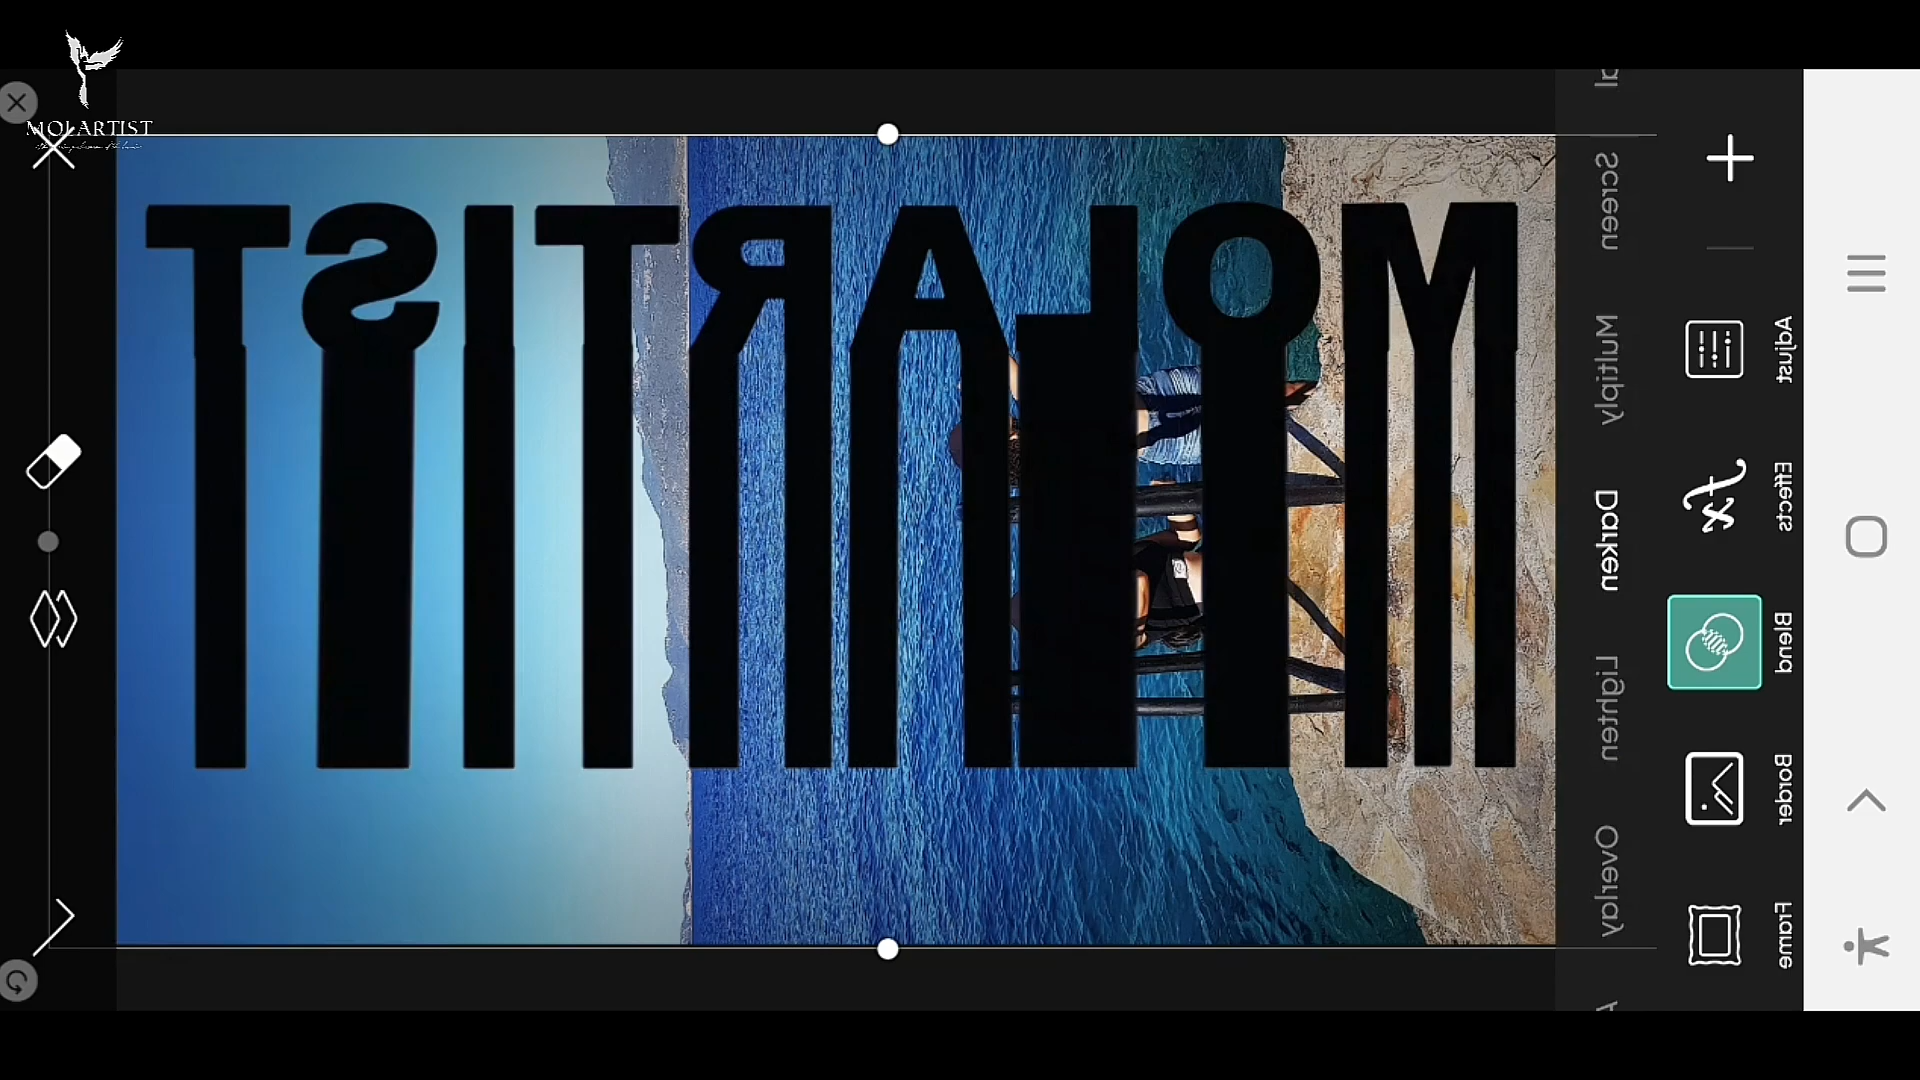 MOLARTIST
MOLARTIST
Screen
Multiply
Darken
Lighten
Overlay
Adjust
Effects
Blend
Border
Frame